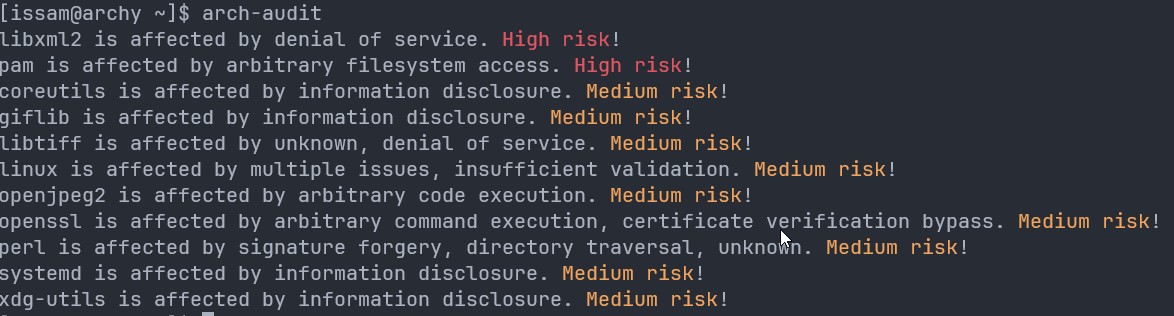 [issam@archy ~]$ arch-audit
libxml2 is affected by denial of service. High risk!
pam is affected by arbitrary filesystem access. High risk!
coreutils is affected by information disclosure. Medium risk!
giflib is affected by information disclosure. Medium risk!
libtiff is affected by unknown, denial of service. Medium risk!
linux is affected by multiple issues, insufficient validation. Medium risk!
openjpeg2 is affected by arbitrary code execution. Medium risk!
openssl is affected by arbitrary command execution, certificate verification bypass. Medium risk!
perl is affected by signature forgery, directory traversal, unknown. Medium risk!
systemd is affected by information disclosure. Medium risk!
xdg-utils is affected by information disclosure. Medium risk!